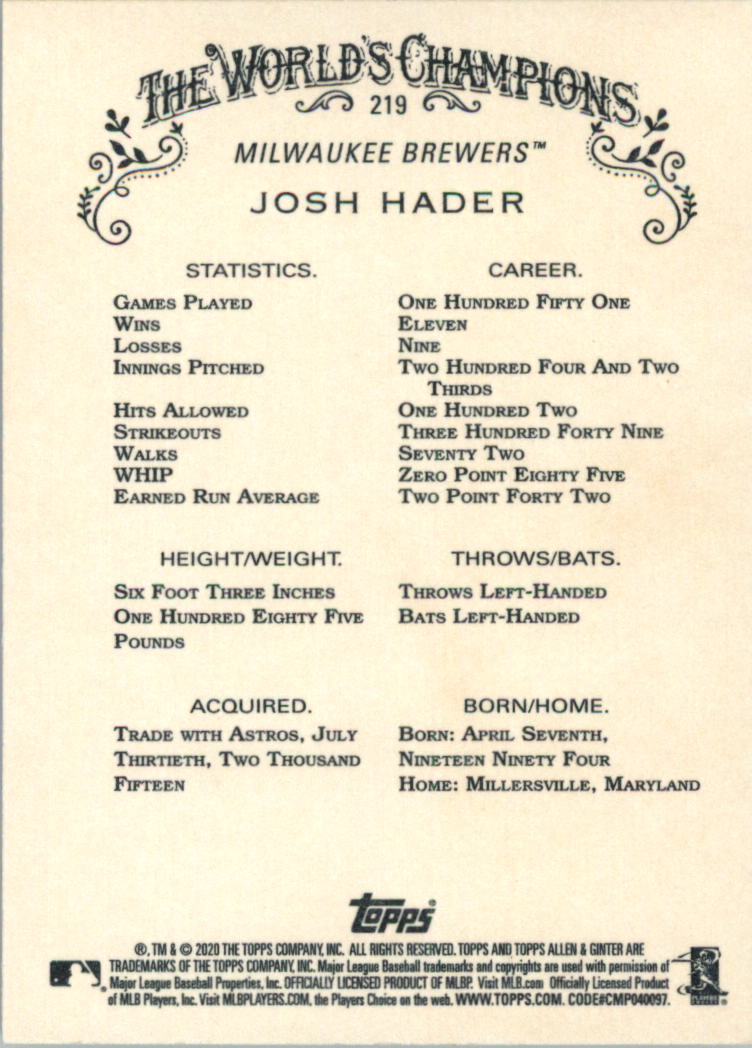 The World's Champions
219
MILWAUKEE BREWERS™
JOSH HADER
STATISTICS. CAREER.
Games Played One Hundred Fifty One
Wins Eleven
Losses Nine
Innings Pitched Two Hundred Four And Two
Thirds
Hits Allowed One Hundred Two
Strikeouts Three Hundred Forty Nine
Walks Seventy Two
WHIP Zero Point Eighty Five
Earned Run Average Two Point Forty Two
HEIGHT/WEIGHT. THROWS/BATS.
Six Foot Three Inches Throws Left-Handed
One Hundred Eighty Five Bats Left-Handed
Pounds
ACQUIRED. BORN/HOME.
Trade with Astros, July Born: April Seventh,
Thirtieth, Two Thousand Nineteen Ninety Four
Fifteen Home: Millersville, Maryland
topps®
®, TM & © 2020 THE TOPPS COMPANY, INC. ALL RIGHTS RESERVED. TOPPS AND TOPPS ALLEN & GINTER ARE
TRADEMARKS OF THE TOPPS COMPANY, INC. Major League Baseball trademarks and copyrights are used with permission of
Major League Baseball Properties, Inc. OFFICIALLY LICENSED PRODUCT OF MLBP. Visit MLB.com Officially Licensed Product
of MLB Players, Inc. Visit MLBPLAYERS.COM, the Players Choice on the web. WWW.TOPPS.COM. CODE#CMP040097.